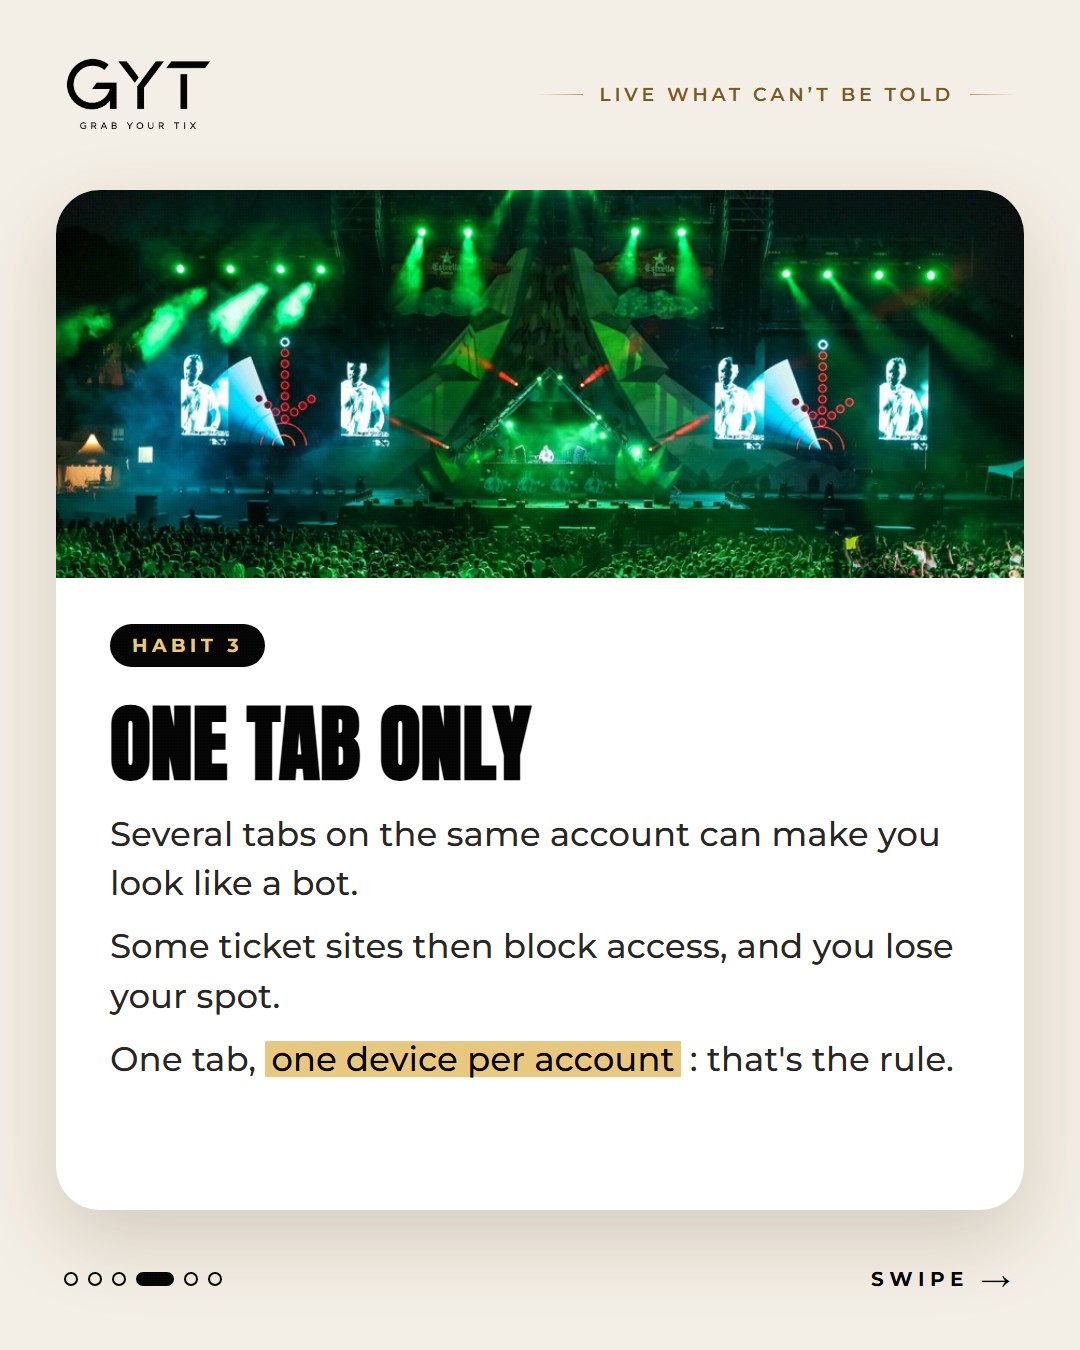 GYT
GRAB YOUR TIX
LIVE WHAT CAN’T BE TOLD
Estrella
Estrella
HABIT 3
ONE TAB ONLY
Several tabs on the same account can make you
look like a bot.
Some ticket sites then block access, and you lose
your spot.
One tab, one device per account : that's the rule.
SWIPE →